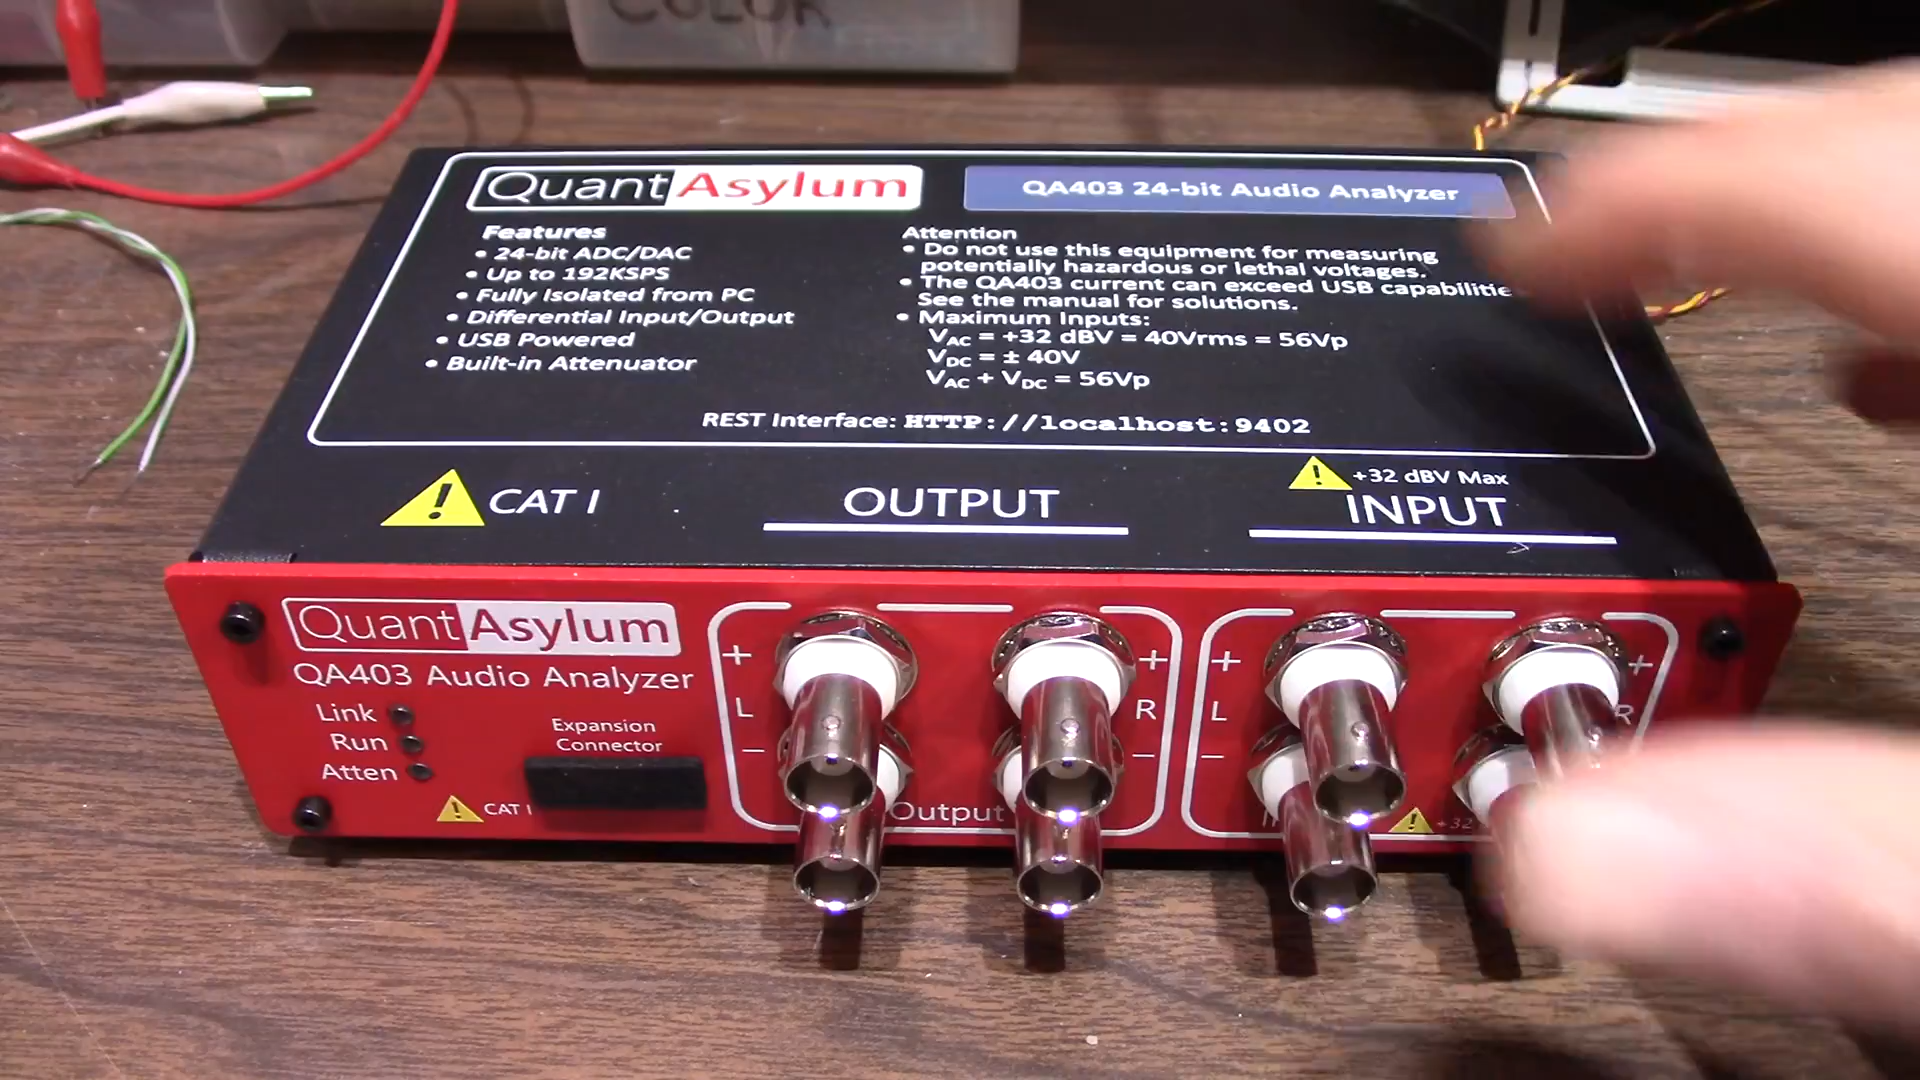 COLOR
QuantAsylum
QA403 24-bit Audio Analyzer
Features
• 24-bit ADC/DAC
• Up to 192KSPS
• Fully Isolated from PC
• Differential Input/Output
• USB Powered
• Built-in Attenuator
Attention
• Do not use this equipment for measuring
potentially hazardous or lethal voltages.
• The QA403 current can exceed USB capabilitie
See the manual for solutions.
• Maximum Inputs:
VAC = +32 dBV = 40Vrms = 56Vp
VDC = ± 40V
VAC + VDC = 56Vp
REST Interface: HTTP://localhost:9402
! CAT I
OUTPUT
! +32 dBV Max
INPUT
QuantAsylum
QA403 Audio Analyzer
Link
Run
Atten
! CAT I
Expansion
Connector
+ +
L R
− −
Output
+ +
L R
−
! +32